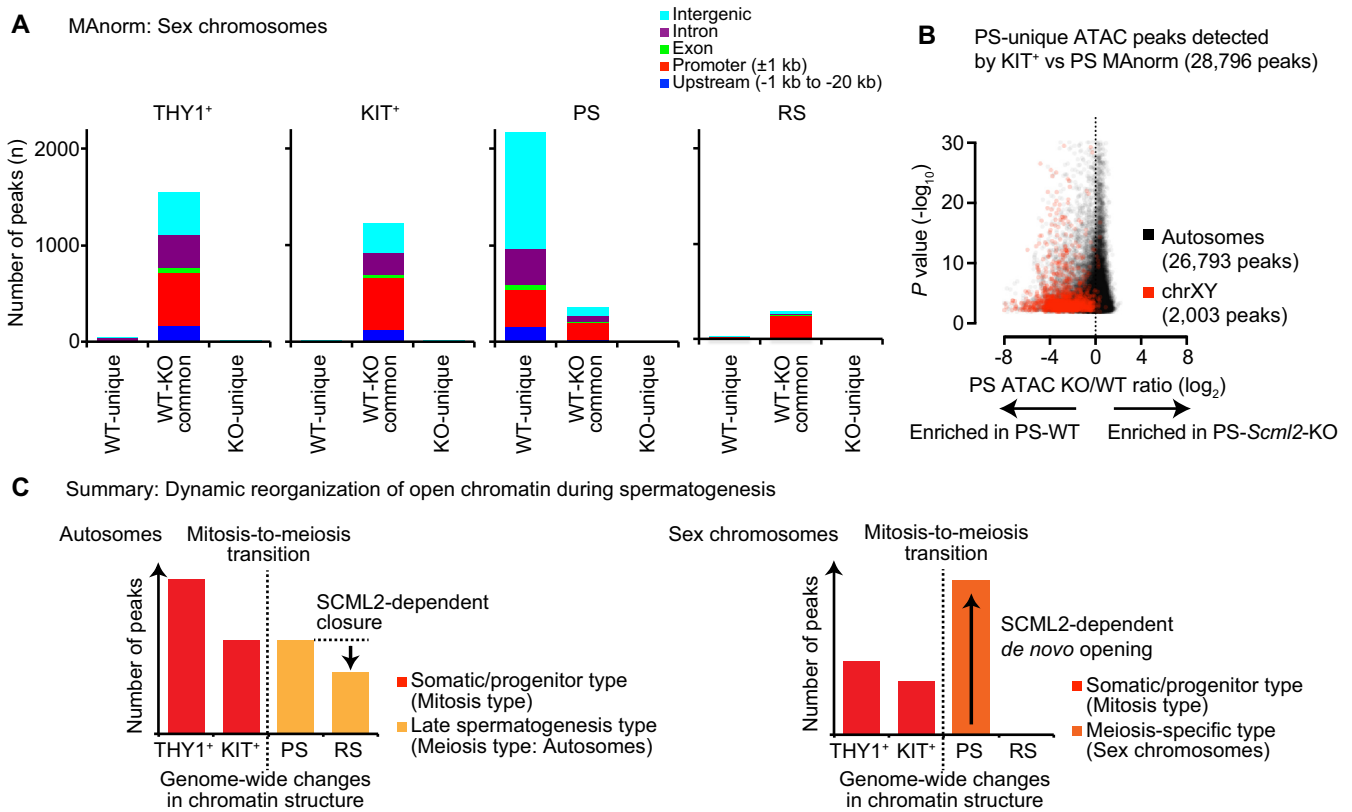 A MAnorm: Sex chromosomes
Intergenic
Intron
Exon
Promoter (±1 kb)
Upstream (-1 kb to -20 kb)
THY1⁺ KIT⁺ PS RS
Number of peaks (n)
2000
1000
0
WT-unique
WT-KO
common
KO-unique
WT-unique
WT-KO
common
KO-unique
WT-unique
WT-KO
common
KO-unique
WT-unique
WT-KO
common
KO-unique
B PS-unique ATAC peaks detected
by KIT⁺ vs PS MAnorm (28,796 peaks)
P value (-log₁₀)
30
20
10
0
Autosomes
(26,793 peaks)
chrXY
(2,003 peaks)
-8 -4 0 4 8
PS ATAC KO/WT ratio (log₂)
Enriched in PS-WT Enriched in PS-Scml2-KO
C Summary: Dynamic reorganization of open chromatin during spermatogenesis
Autosomes
Mitosis-to-meiosis
transition
Number of peaks
SCML2-dependent
closure
Somatic/progenitor type
(Mitosis type)
Late spermatogenesis type
(Meiosis type: Autosomes)
THY1⁺ KIT⁺ PS RS
Genome-wide changes
in chromatin structure
Sex chromosomes
Mitosis-to-meiosis
transition
Number of peaks
SCML2-dependent
de novo opening
Somatic/progenitor type
(Mitosis type)
Meiosis-specific type
(Sex chromosomes)
THY1⁺ KIT⁺ PS RS
Genome-wide changes
in chromatin structure